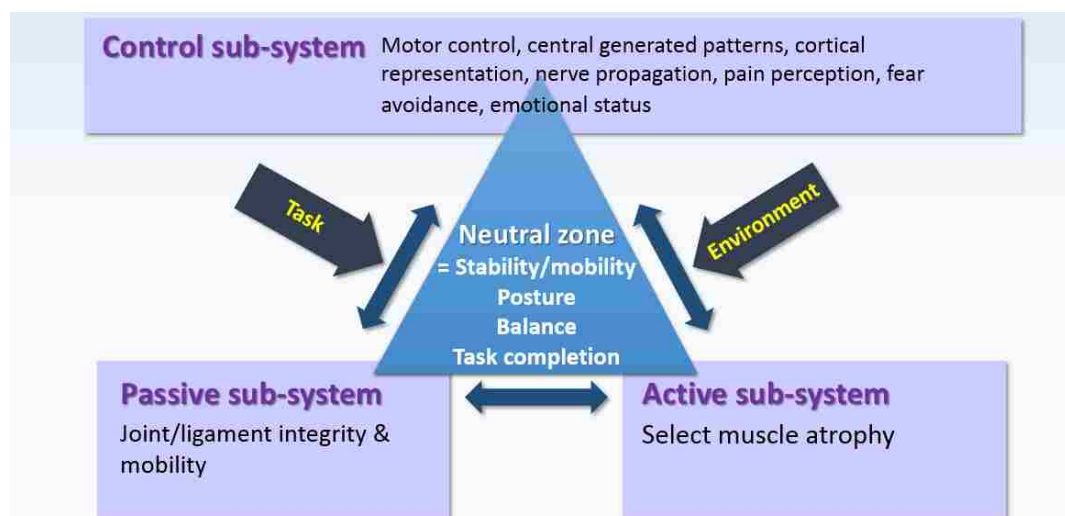 Control sub-system
Motor control, central generated patterns, cortical
representation, nerve propagation, pain perception, fear
avoidance, emotional status
Task
Environment
Neutral zone
= Stability/mobility
Posture
Balance
Task completion
Passive sub-system
Joint/ligament integrity &
mobility
Active sub-system
Select muscle atrophy